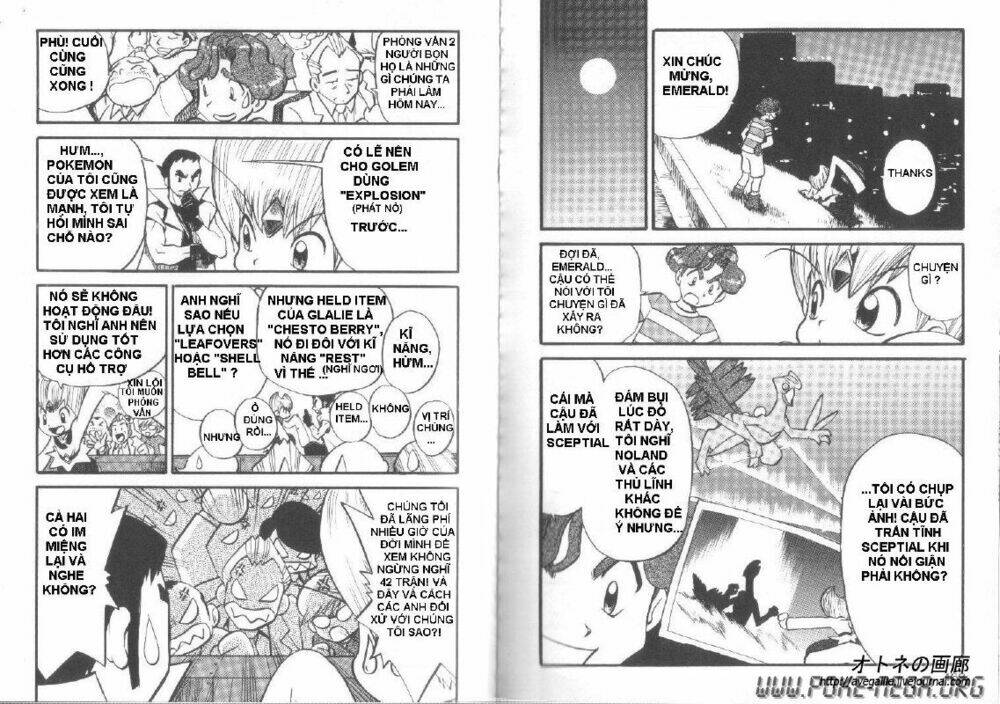 PHÙ! CUỐI
CÙNG
CŨNG
XONG !
PHỎNG VẤN 2
NGƯỜI BỌN
HỌ LÀ NHỮNG
GÌ CHÚNG TA
PHẢI LÀM
HÔM NAY...
HƯM...,
POKEMON
CỦA TÔI CŨNG
ĐƯỢC XEM LÀ
MẠNH, TÔI TỰ
HỎI MÌNH SAI
CHỖ NÀO?
CÓ LẼ NÊN
CHO GOLEM
DÙNG
"EXPLOSION"
(PHÁT NỔ)
TRƯỚC...
NÓ SẼ KHÔNG
HOẠT ĐỘNG ĐÂU!
TÔI NGHĨ ANH NÊN
SỬ DỤNG TỐT
HƠN CÁC CÔNG
CỤ HỖ TRỢ
XIN LỖI
TÔI MUỐN
PHỎNG
VẤN
ANH NGHĨ
SAO NẾU
LỰA CHỌN
"LEAFOVERS"
HOẶC "SHELL
BELL" ?
NHƯNG HELD ITEM
CỦA GLALIE LÀ
"CHESTO BERRY",
NÓ ĐI ĐÔI VỚI KĨ
NĂNG "REST"
VÌ THẾ ...(NGHĨ NGƠI)
KĨ
NĂNG,
HỪM...
NHƯNG
Ồ
ĐÚNG
RỒI...
HELD
ITEM...
KHÔNG
VỊ TRÍ
CHÚNG
...
CẢ HAI
CÓ IM
MIỆNG
LẠI VÀ
NGHE
KHÔNG?
CHÚNG TÔI
ĐÃ LÃNG PHÍ
NHIỀU GIỜ CỦA
ĐỜI MÌNH ĐỂ
XEM KHÔNG
NGỪNG NGHĨ
42 TRẬN! VÀ
ĐÂY VÀ CÁCH
CÁC ANH ĐỐI
XỬ VỚI CHÚNG
TÔI SAO?!
XIN CHÚC
MỪNG,
EMERALD!
THANKS
ĐỢI ĐÃ,
EMERALD...
CẬU CÓ THỂ
NÓI VỚI TÔI
CHUYỆN GÌ ĐÃ
XẢY RA
KHÔNG?
CHUYỆN
GÌ ?
CÁI MÀ
CẬU ĐÃ
LÀM VỚI
SCEPTIAL
ĐÁM BỤI
LÚC ĐÓ
RẤT DÀY,
TÔI NGHĨ
NOLAND
VÀ CÁC
THỦ LĨNH
KHÁC
KHÔNG ĐỂ
Ý NHƯNG...
...TÔI CÓ CHỤP
LẠI VÀI BỨC
ẢNH! CẬU ĐÃ
TRẤN TĨNH
SCEPTIAL KHI
NÓ NỔI GIẬN
PHẢI KHÔNG?
オトネの画廊
http://avegallie.livejournal.com/
WWW.POKE-MEGA.ORG